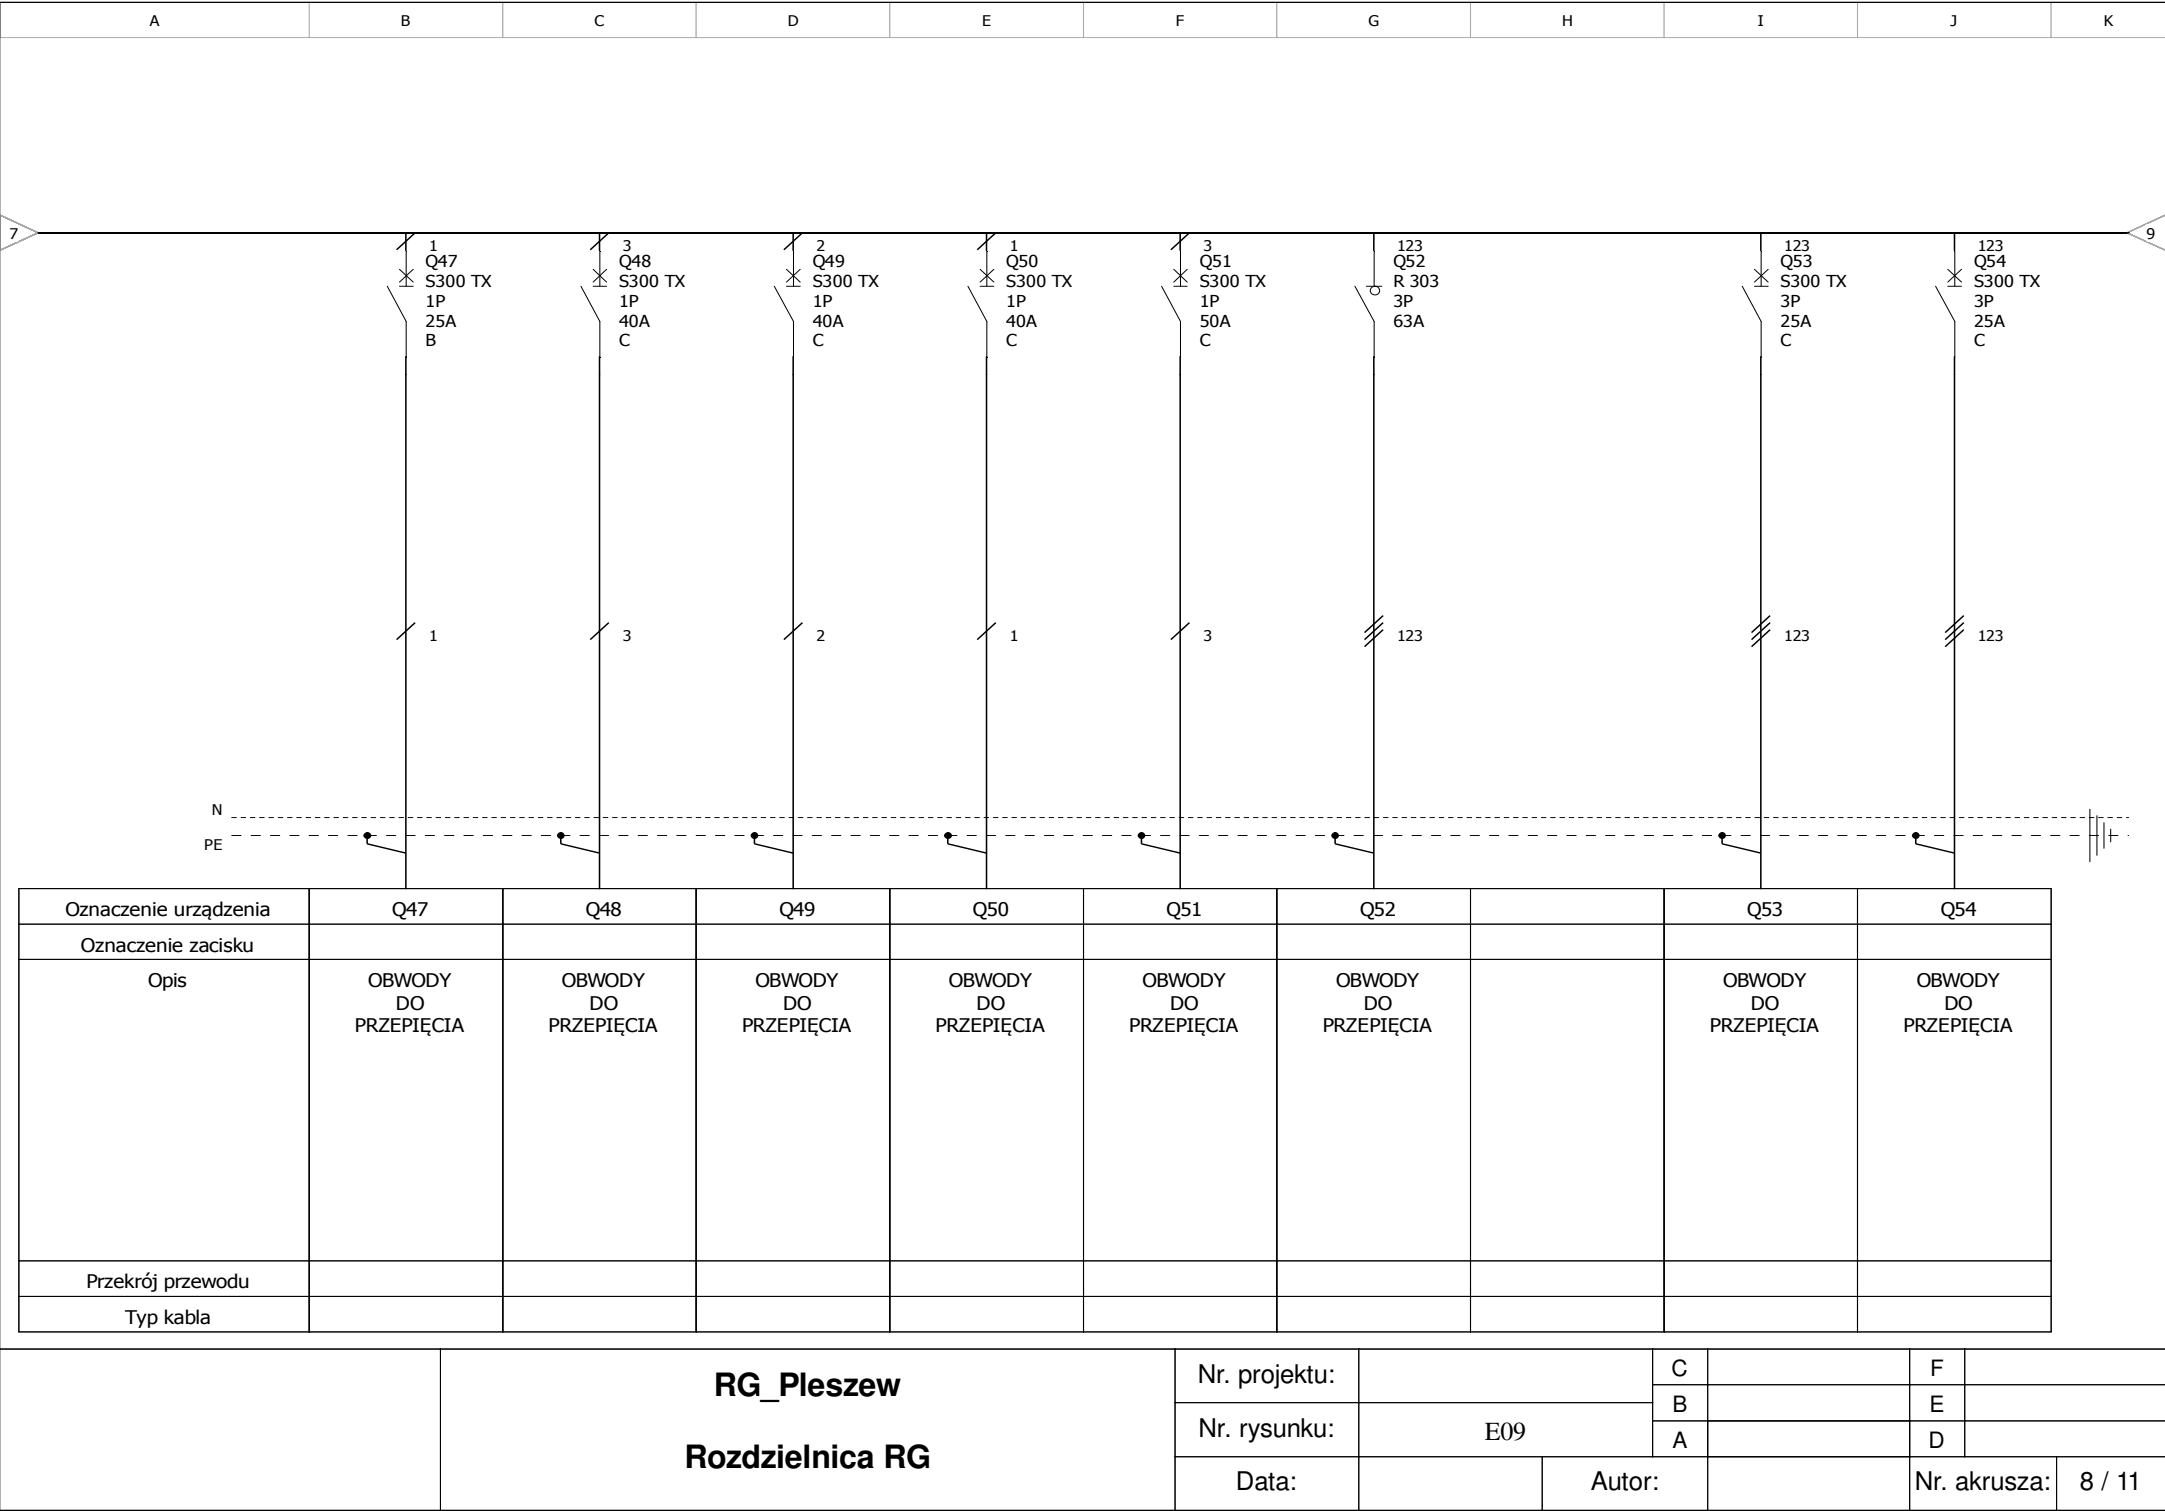 A B C D E F G H I J K
7 9
1 3 2 1 3 123 123 123
Q47 Q48 Q49 Q50 Q51 Q52 Q53 Q54
S300 TX S300 TX S300 TX S300 TX S300 TX R 303 S300 TX S300 TX
1P 1P 1P 1P 1P 3P 3P 3P
25A 40A 40A 40A 50A 63A 25A 25A
B C C C C C C
1 3 2 1 3 123 123 123
N
PE
Oznaczenie urządzenia Q47 Q48 Q49 Q50 Q51 Q52 Q53 Q54
Oznaczenie zacisku
Opis OBWODY OBWODY OBWODY OBWODY OBWODY OBWODY OBWODY OBWODY
DO DO DO DO DO DO DO DO
PRZEPIĘCIA PRZEPIĘCIA PRZEPIĘCIA PRZEPIĘCIA PRZEPIĘCIA PRZEPIĘCIA PRZEPIĘCIA PRZEPIĘCIA
Przekrój przewodu
Typ kabla
RG_Pleszew
Rozdzielnica RG
Nr. projektu: C F
B E
Nr. rysunku: E09 A D
Data: Autor: Nr. akrusza: 8 / 11